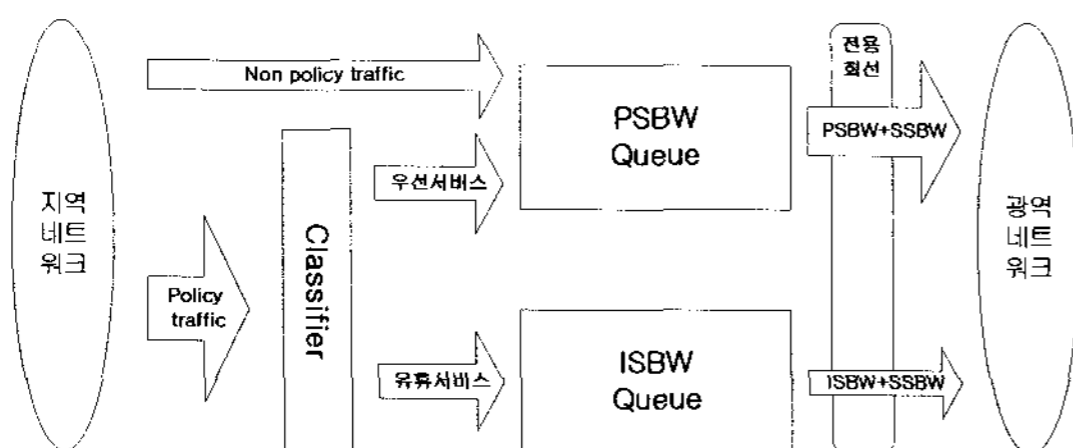 지역
네트
워크
Non policy traffic
Policy
traffic
Classifier
우선서비스
유휴서비스
PSBW
Queue
ISBW
Queue
전용
회선
PSBW+SSBW
ISBW+SSBW
광역
네트
워크